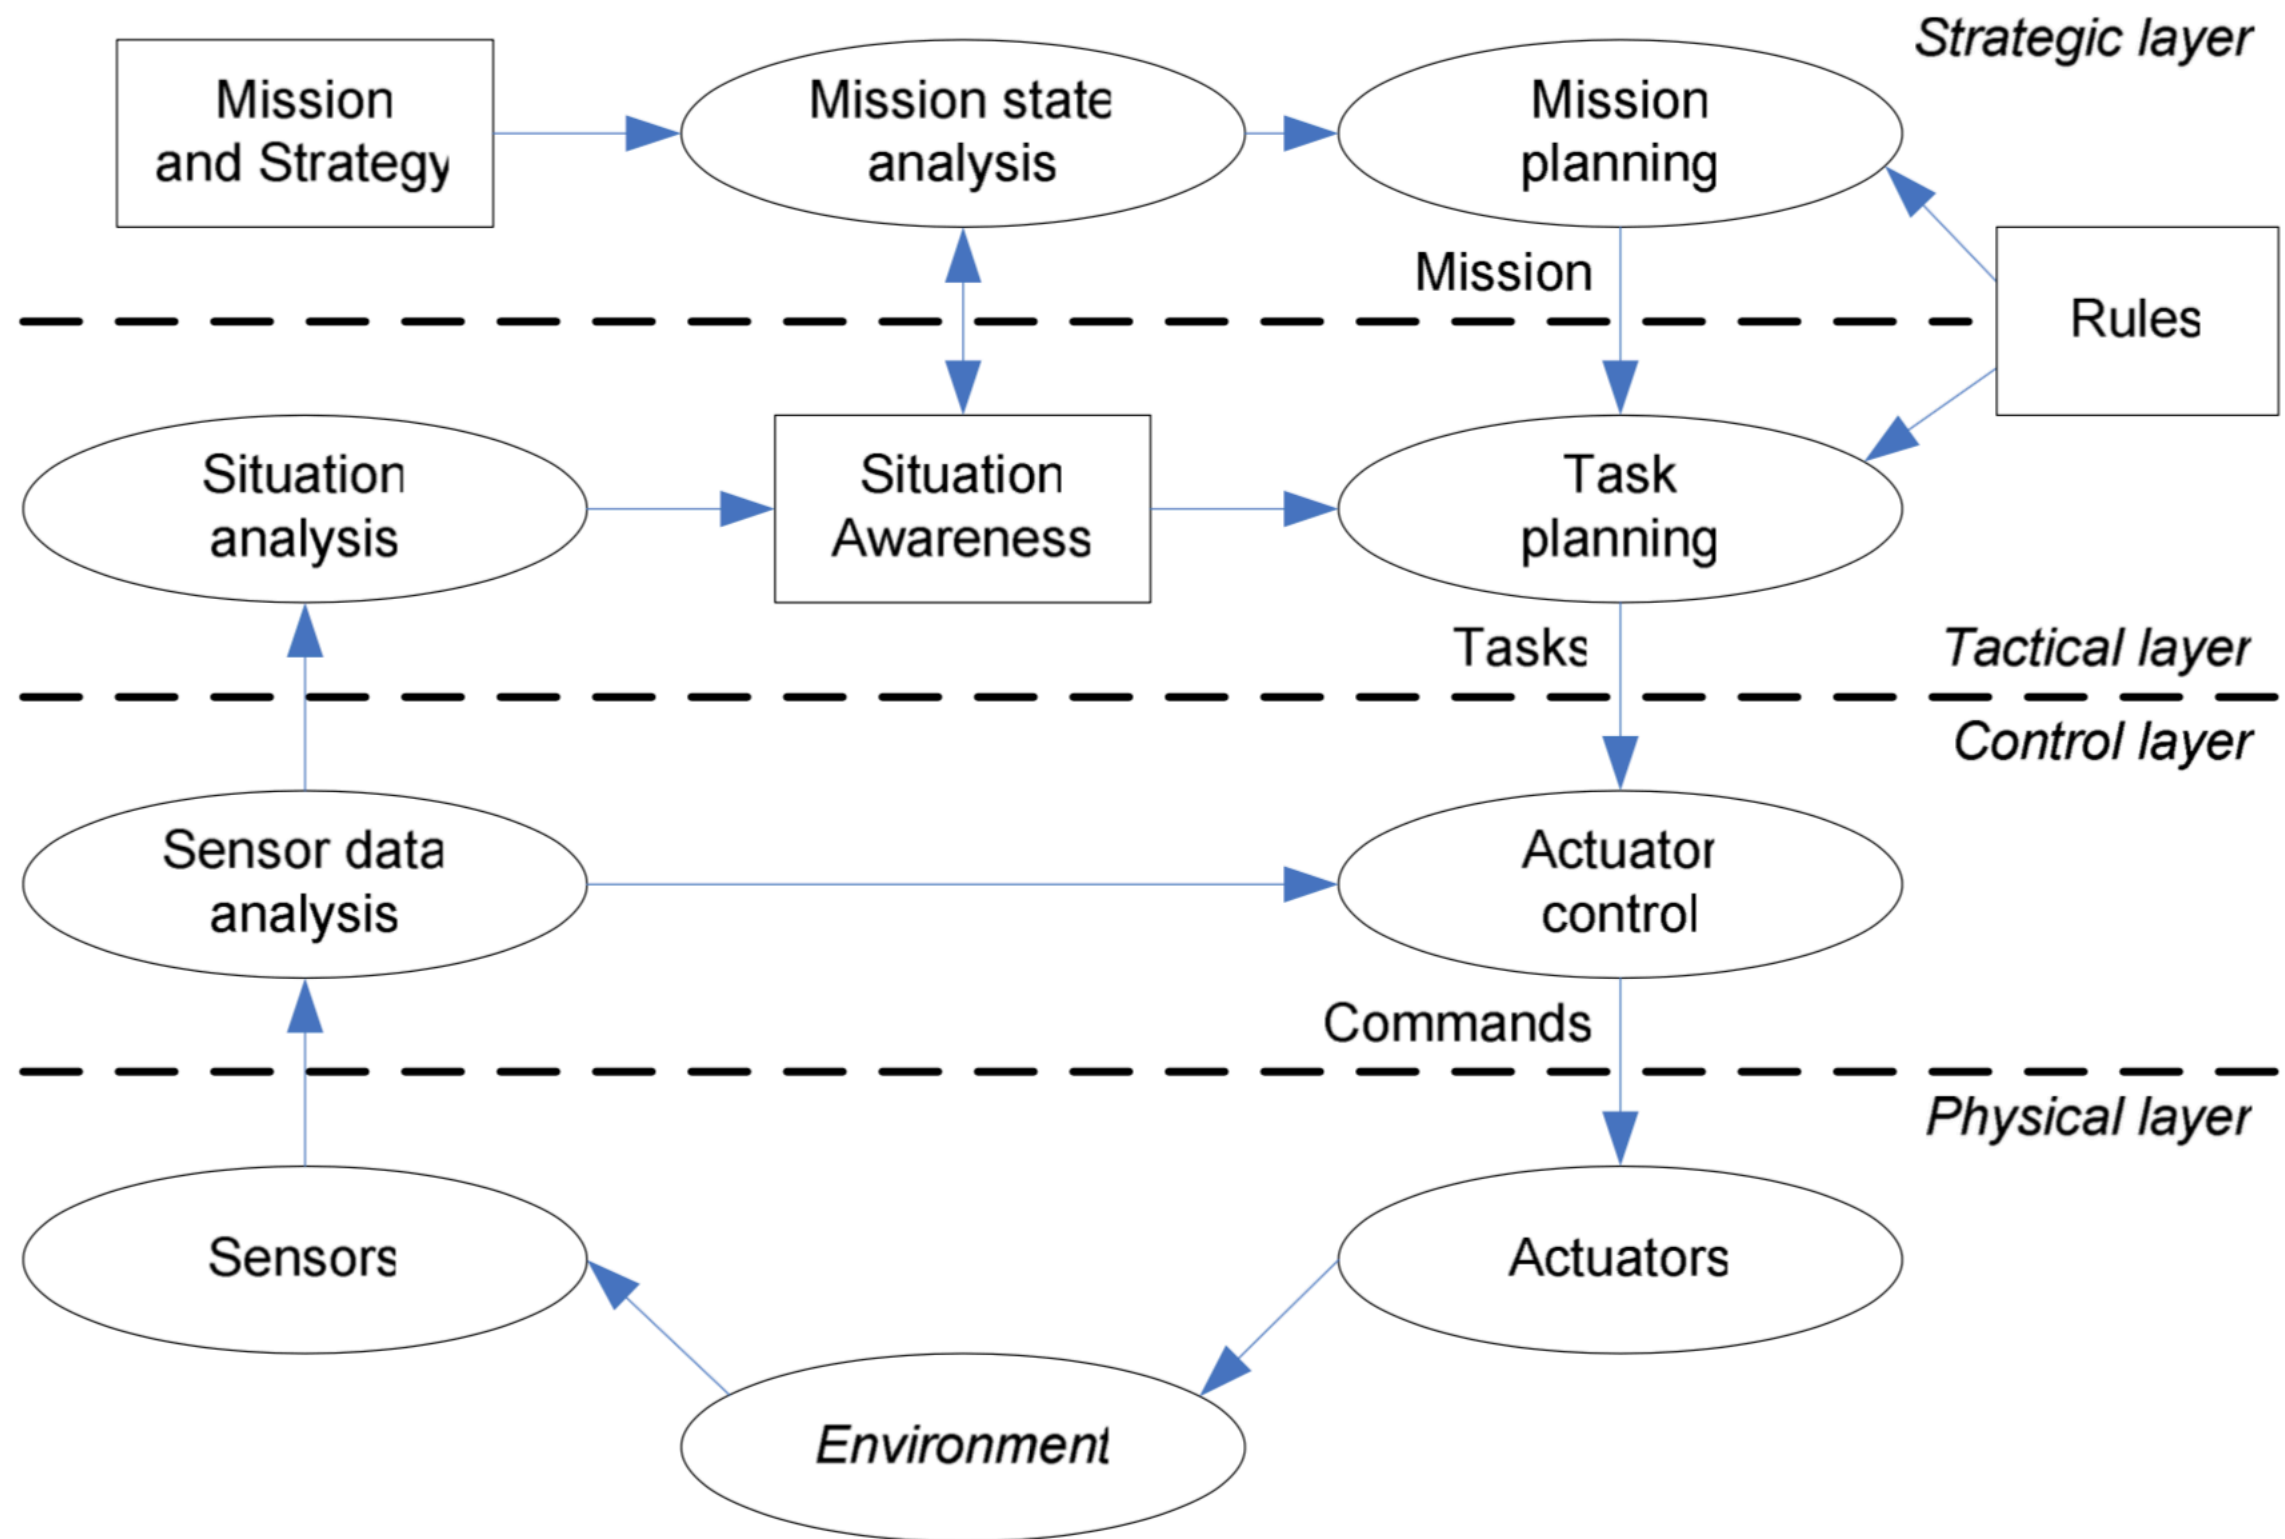 Strategic layer
Mission
and Strategy
Mission state
analysis
Mission
planning
Mission
Rules
Situation
analysis
Situation
Awareness
Task
planning
Tasks
Tactical layer
Control layer
Sensor data
analysis
Actuator
control
Commands
Physical layer
Sensors
Actuators
Environment